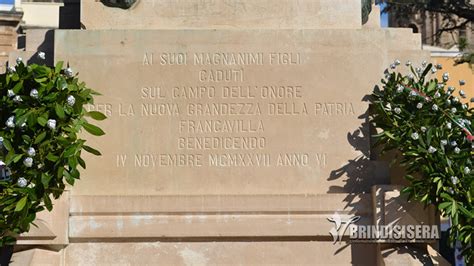 AI SUOI MAGNANIMI FIGLI
CADUTI
SUL CAMPO DELL'ONORE
PER LA NUOVA GRANDEZZA DELLA PATRIA
FRANCAVILLA
BENEDICENDO
IV NOVEMBRE MCMXXVII ANNO VI
BRINDISISERA